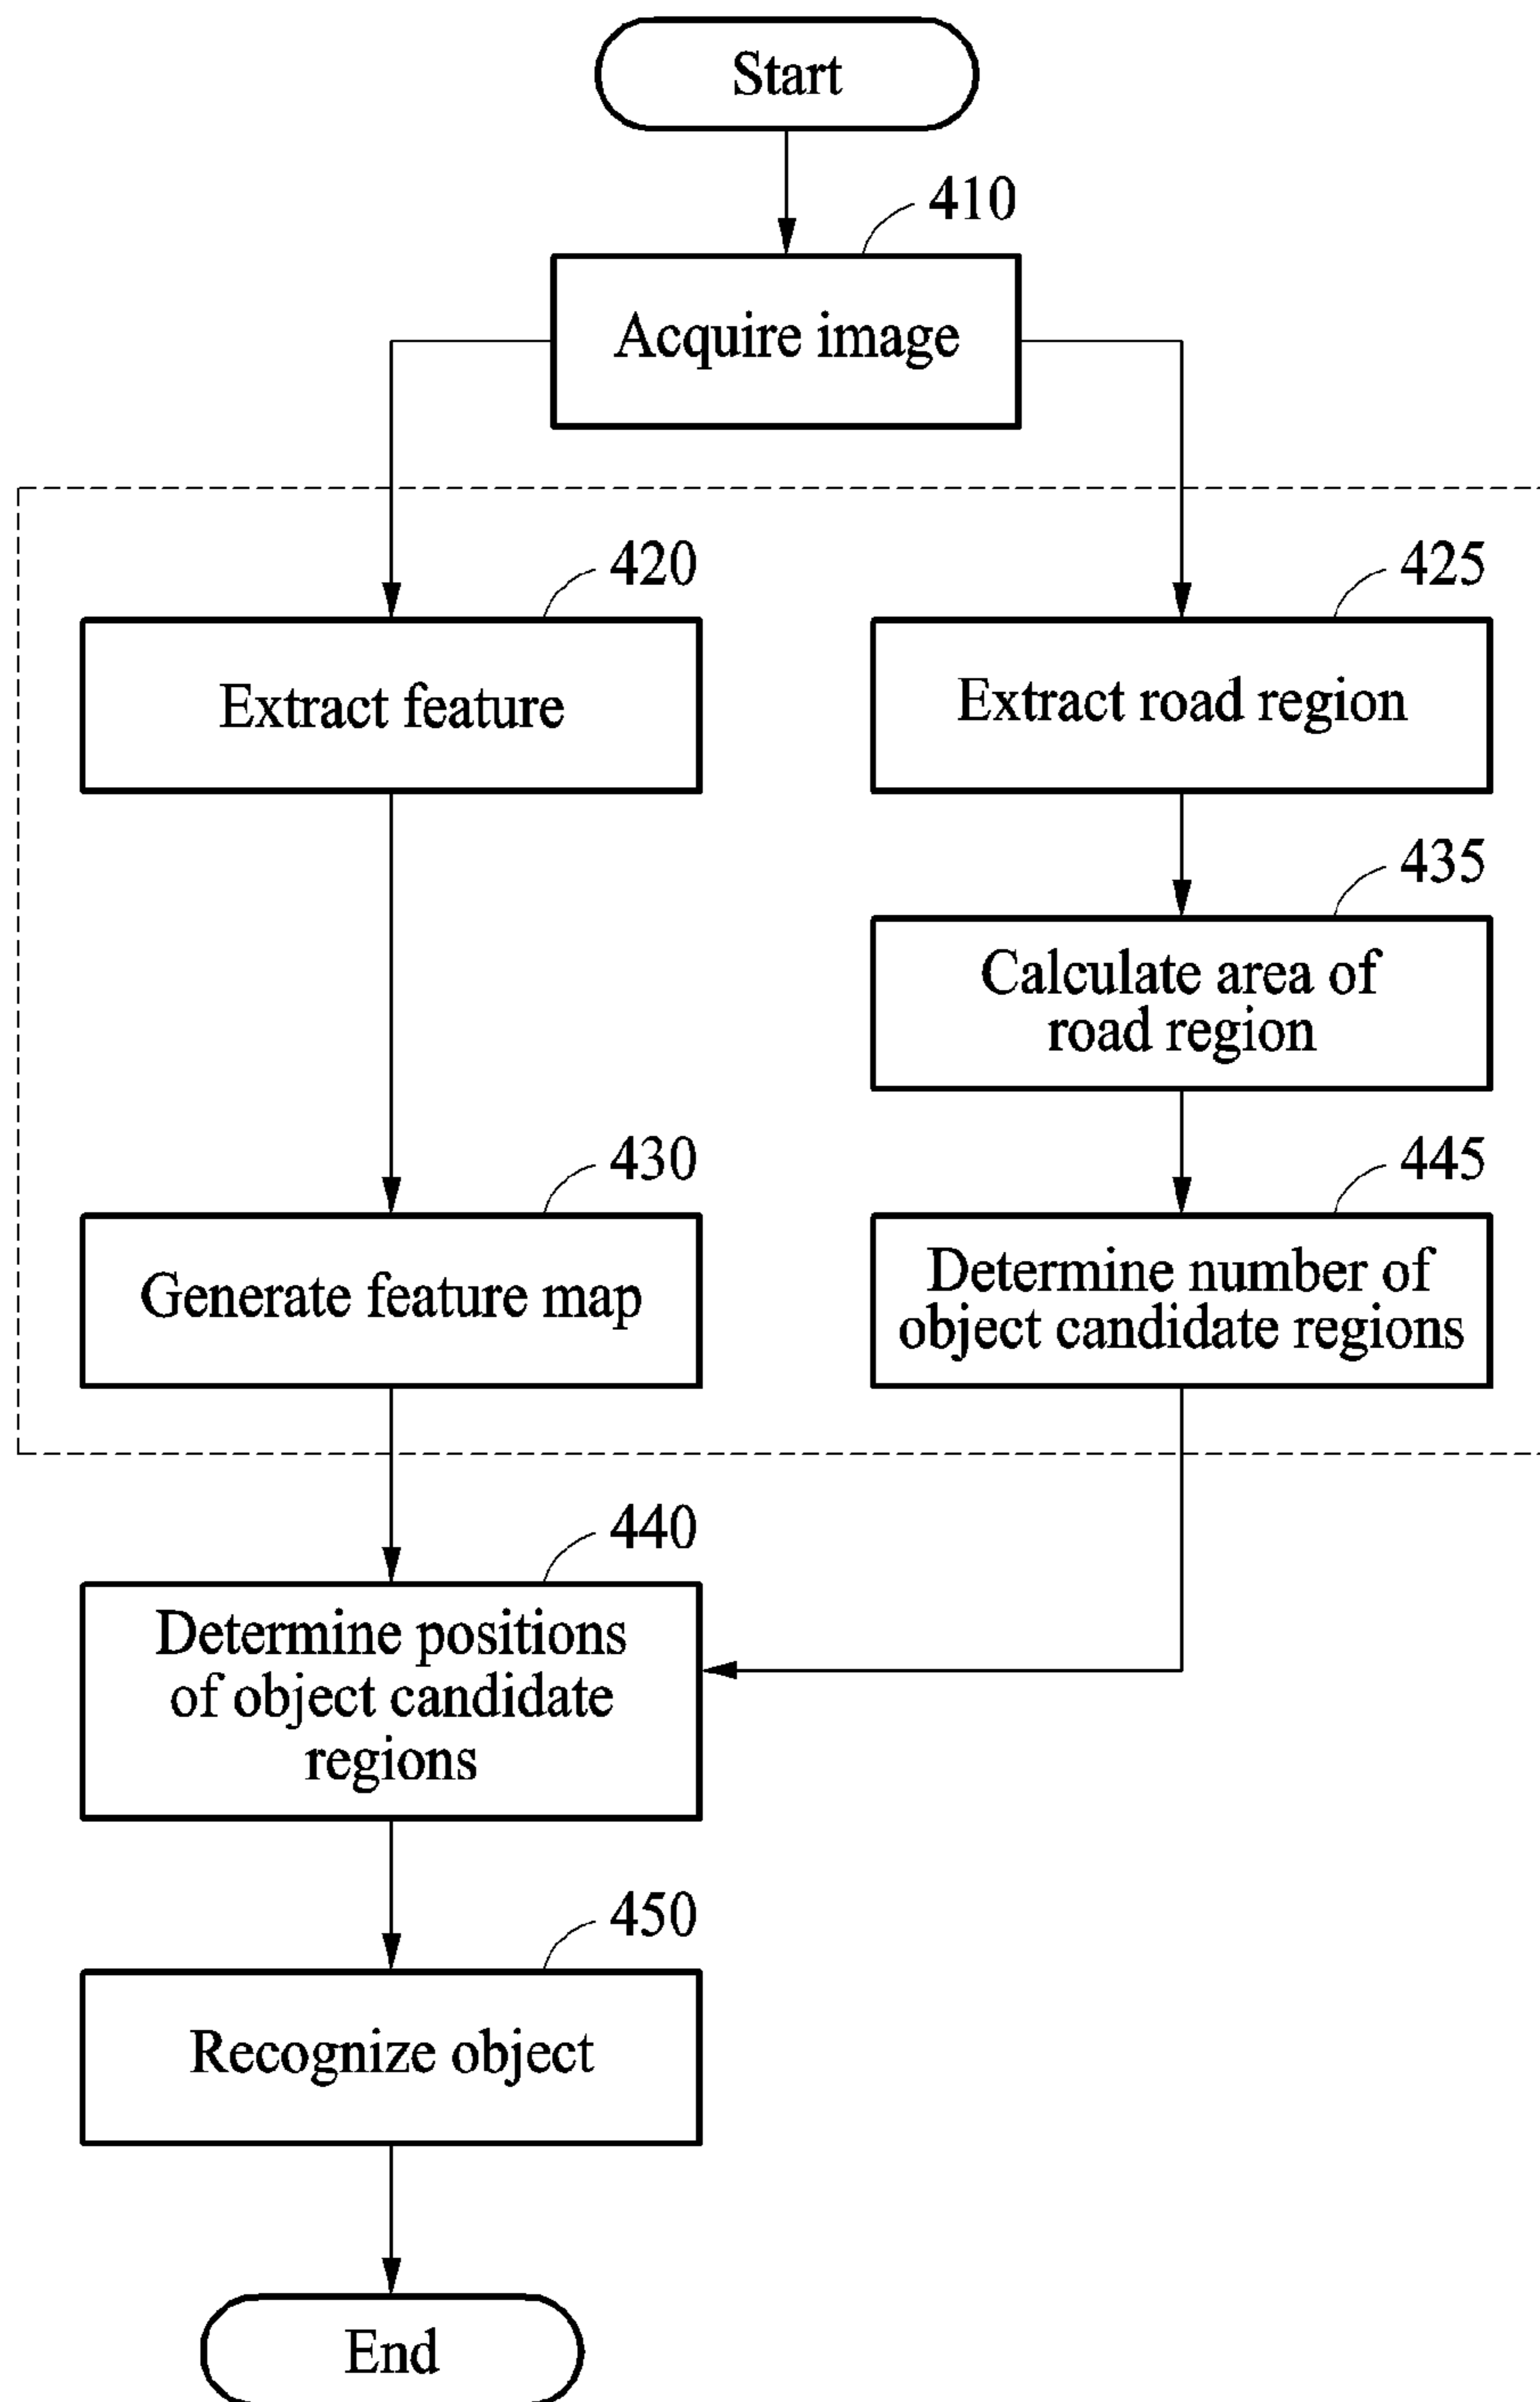 Start
410
Acquire image
420
425
Extract feature
Extract road region
435
Calculate area of
road region
430
445
Generate feature map
Determine number of
object candidate regions
440
Determine positions
of object candidate
regions
450
Recognize object
End